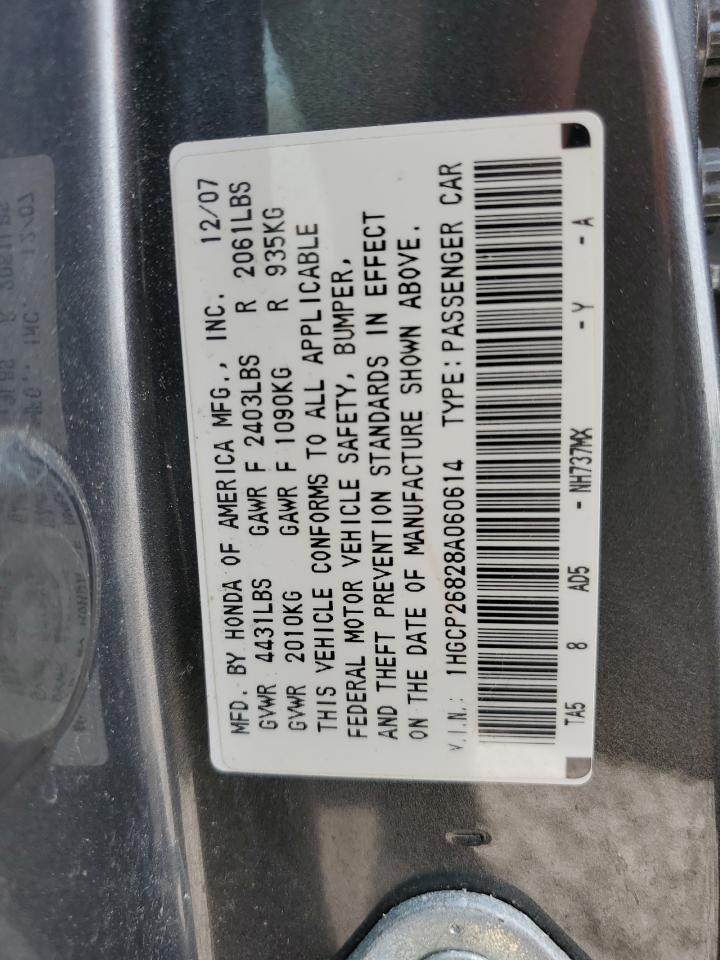 MFD. BY HONDA OF AMERICA MFG., INC. 12/07
GVWR 4431LBS GAWR F 2403LBS R 2061LBS
GVWR 2010KG GAWR F 1090KG R 935KG
THIS VEHICLE CONFORMS TO ALL APPLICABLE
FEDERAL MOTOR VEHICLE SAFETY, BUMPER,
AND THEFT PREVENTION STANDARDS IN EFFECT
ON THE DATE OF MANUFACTURE SHOWN ABOVE.
V.I.N.: 1HGCP26828A060614 TYPE: PASSENGER CAR
TA5 8 AD5 - NH737MX - Y - A